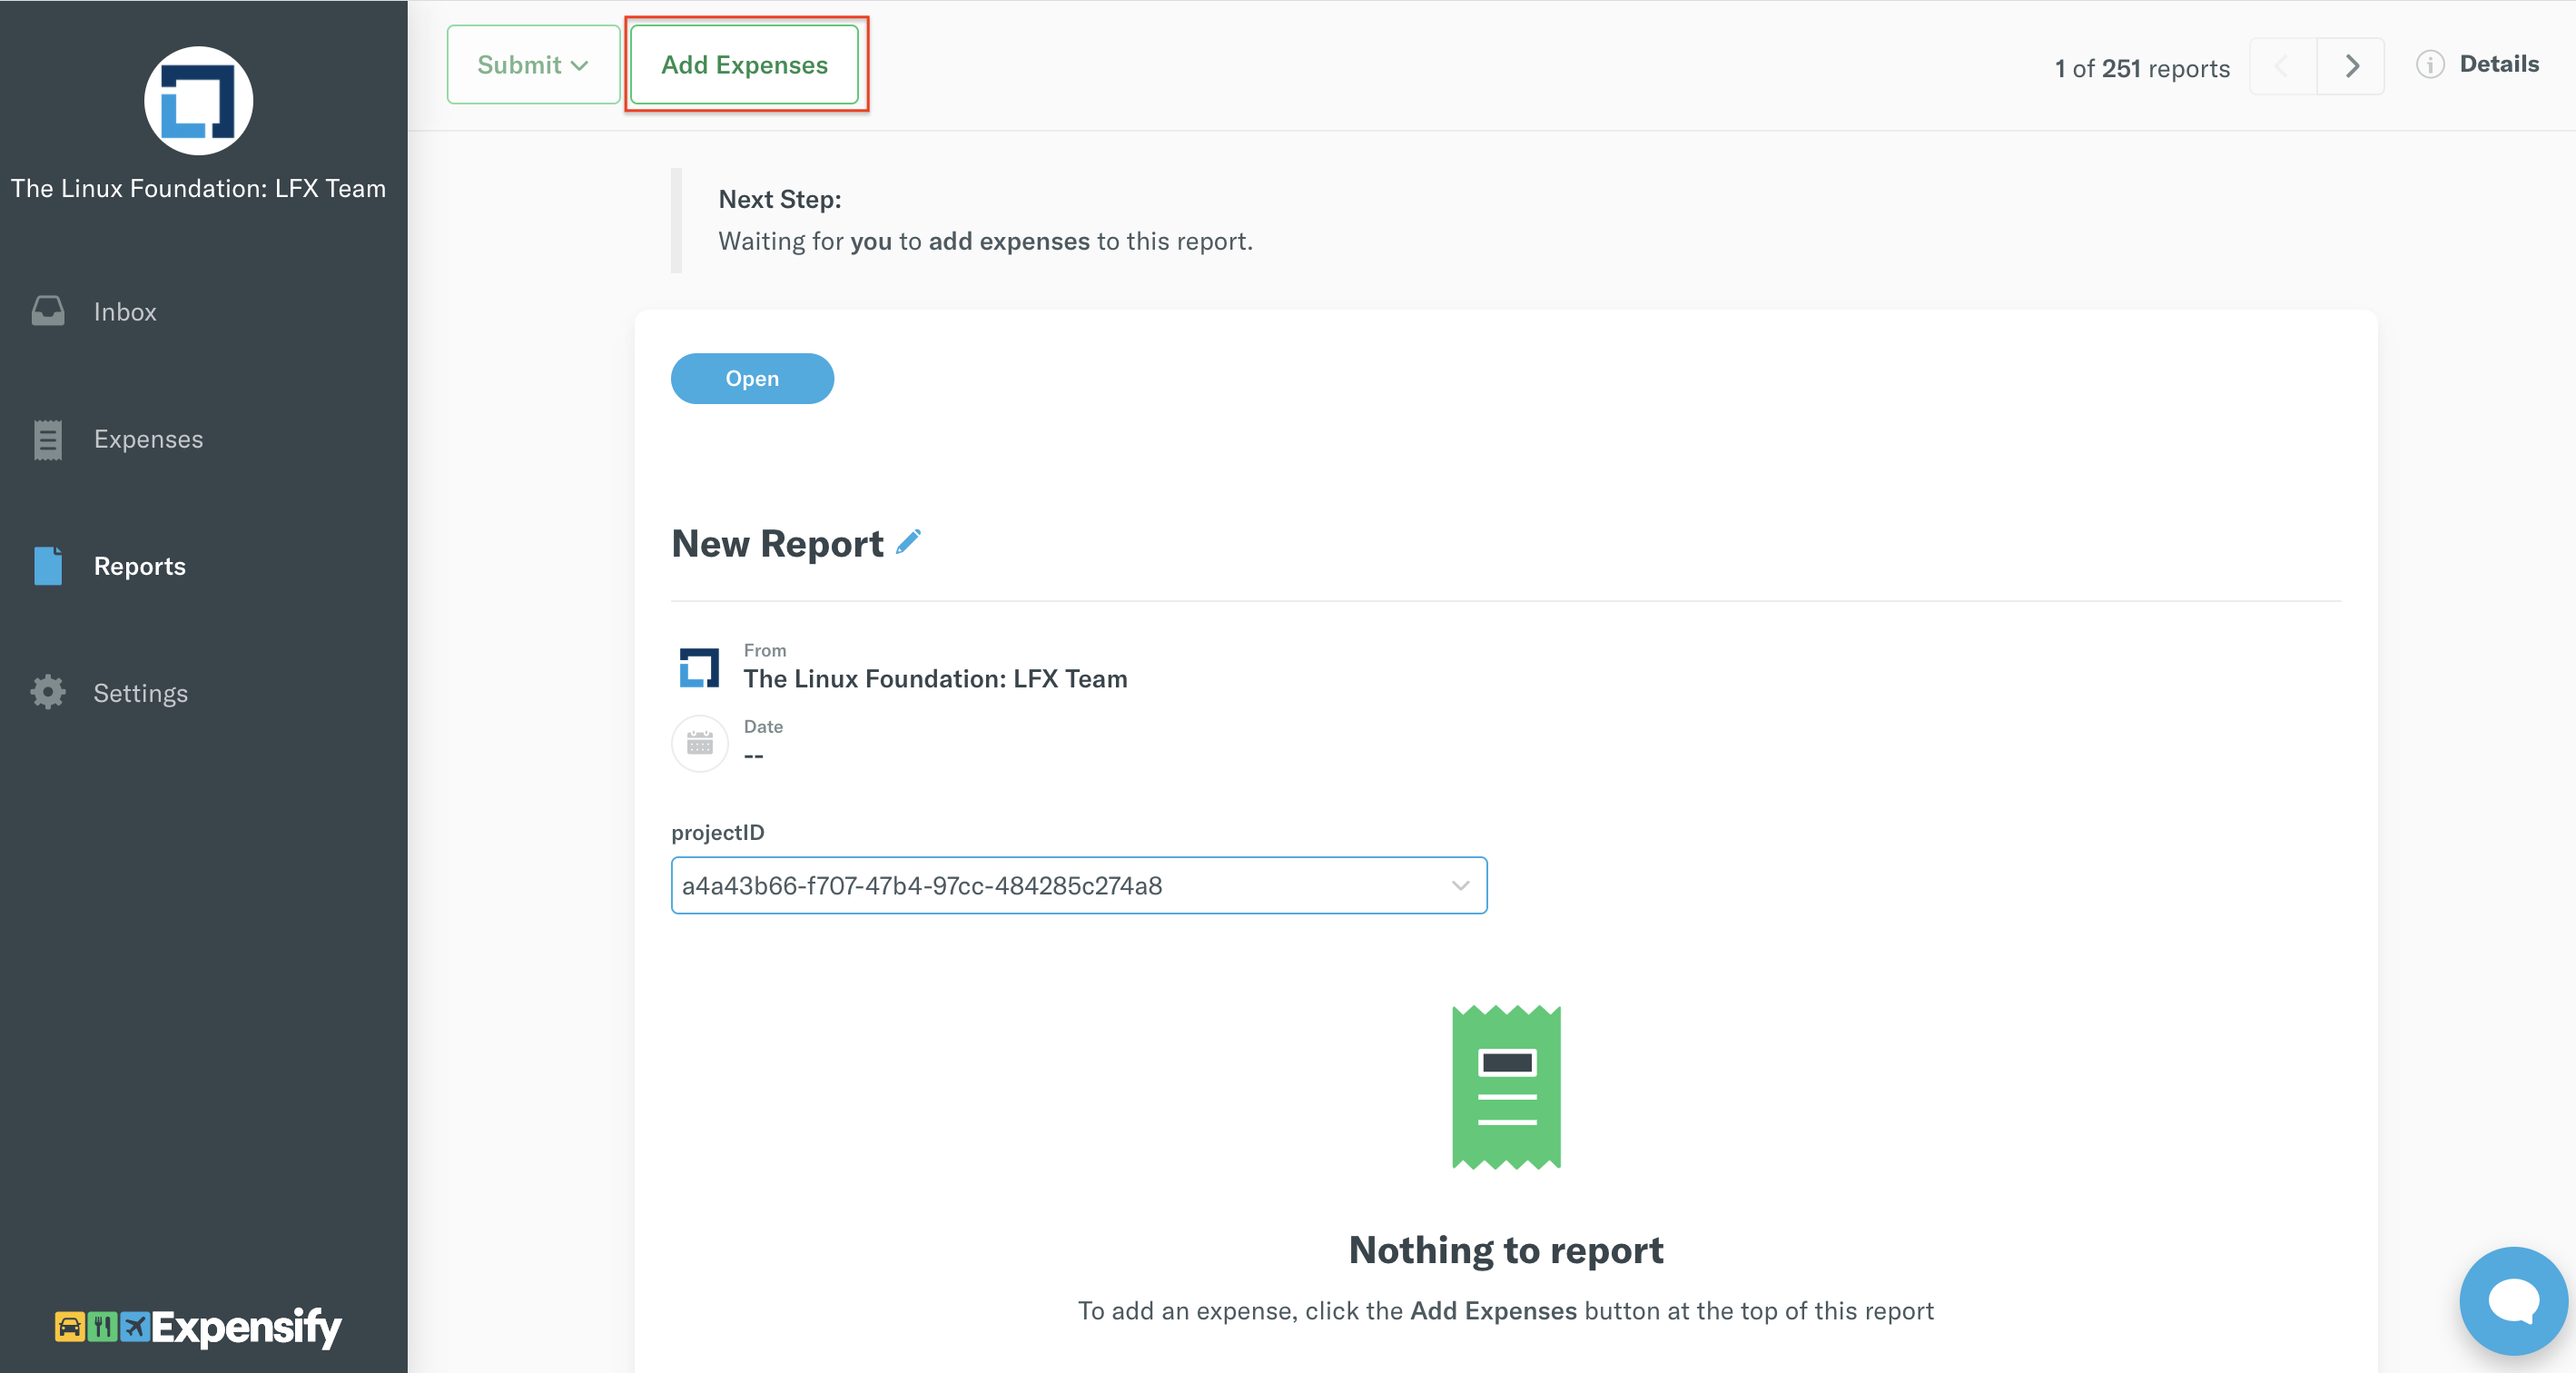 The Linux Foundation: LFX Team
Inbox
Expenses
Reports
Settings
Expensify
Submit
Add Expenses
1 of 251 reports
Details
Next Step:
Waiting for you to add expenses to this report.
Open
New Report
From
The Linux Foundation: LFX Team
Date
--
projectID
a4a43b66-f707-47b4-97cc-484285c274a8
Nothing to report
To add an expense, click the Add Expenses button at the top of this report